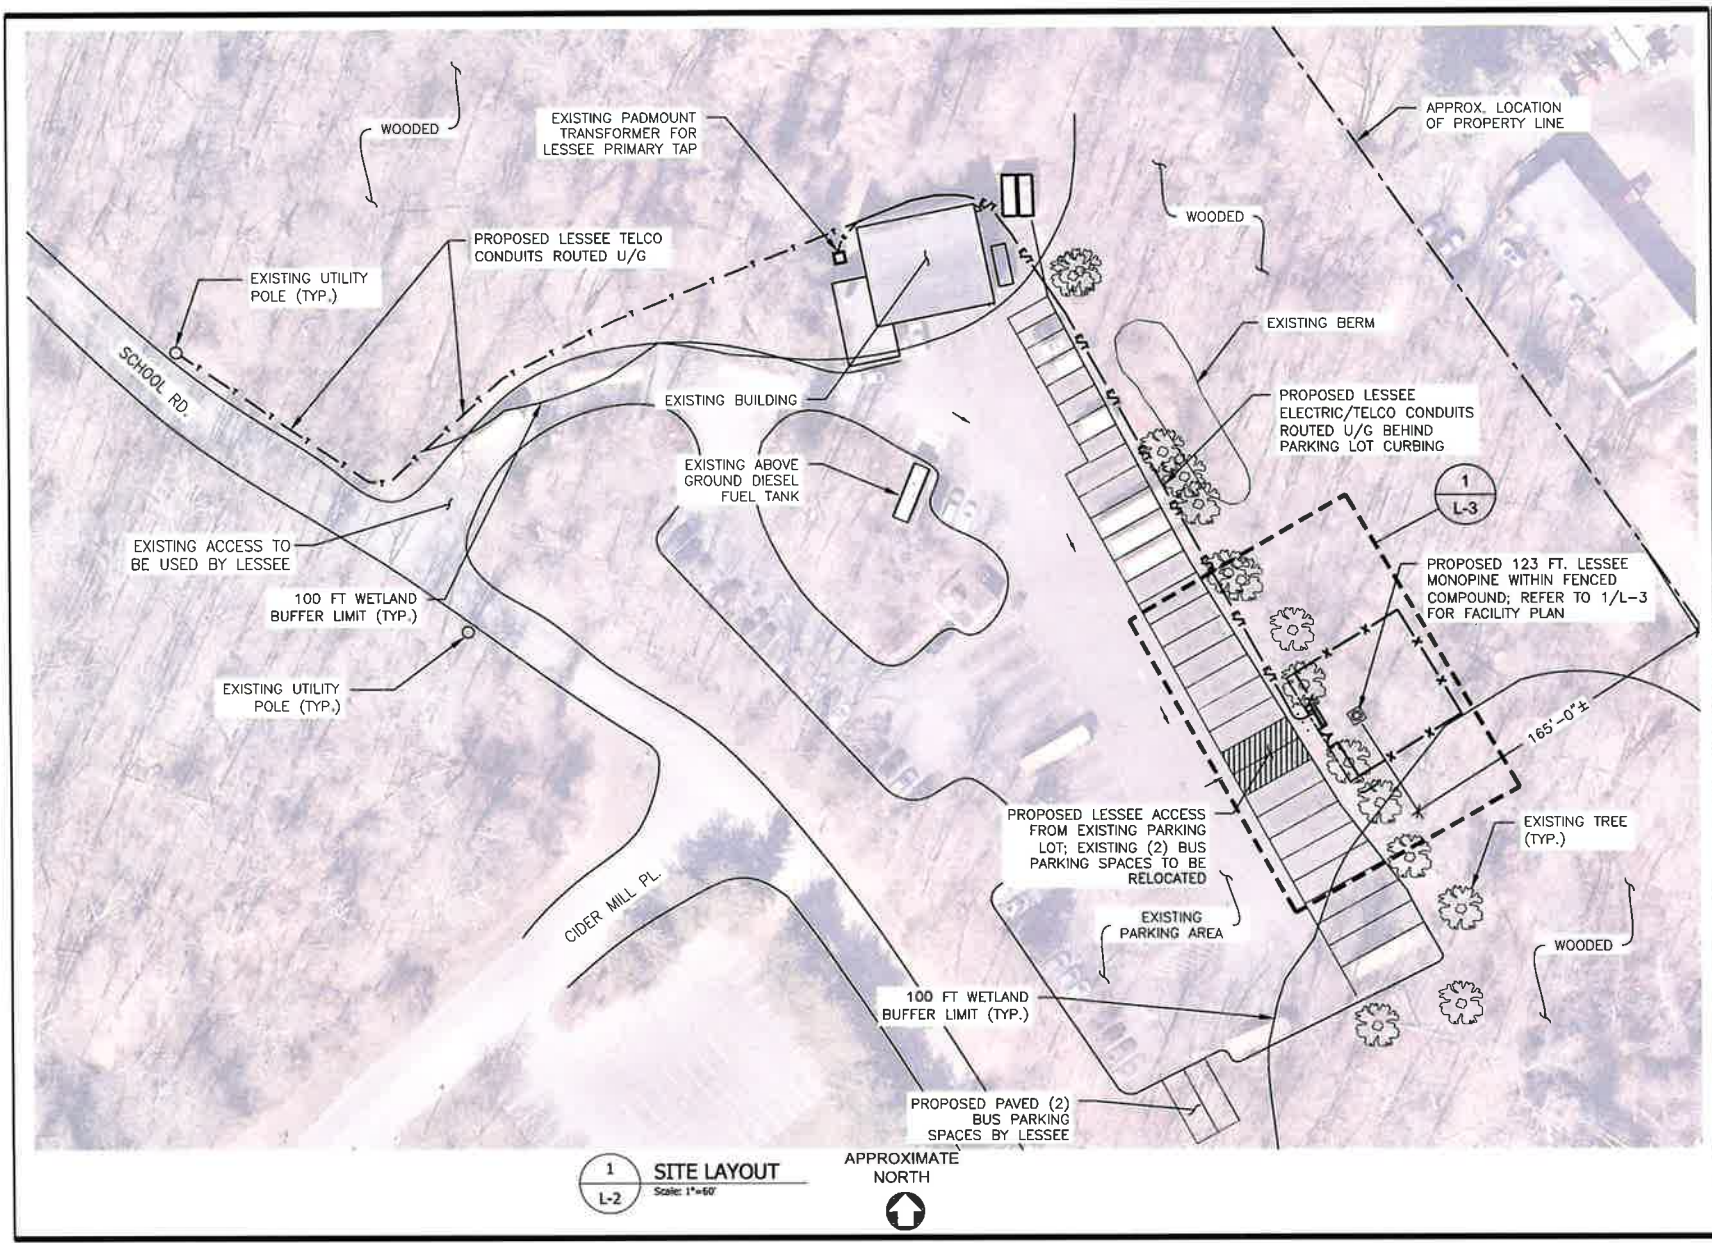 WOODED
EXISTING PADMOUNT
TRANSFORMER FOR
LESSEE PRIMARY TAP
APPROX. LOCATION
OF PROPERTY LINE
WOODED
PROPOSED LESSEE TELCO
CONDUITS ROUTED U/G
EXISTING UTILITY
POLE (TYP.)
SCHOOL RD.
EXISTING BERM
EXISTING BUILDING
PROPOSED LESSEE
ELECTRIC/TELCO CONDUITS
ROUTED U/G BEHIND
PARKING LOT CURBING
EXISTING ABOVE
GROUND DIESEL
FUEL TANK
1
L-3
EXISTING ACCESS TO
BE USED BY LESSEE
100 FT WETLAND
BUFFER LIMIT (TYP.)
PROPOSED 123 FT. LESSEE
MONOPINE WITHIN FENCED
COMPOUND; REFER TO 1/L-3
FOR FACILITY PLAN
EXISTING UTILITY
POLE (TYP.)
165'-0"±
PROPOSED LESSEE ACCESS
FROM EXISTING PARKING
LOT; EXISTING (2) BUS
PARKING SPACES TO BE
RELOCATED
EXISTING TREE
(TYP.)
CIDER MILL PL.
EXISTING
PARKING AREA
WOODED
100 FT WETLAND
BUFFER LIMIT (TYP.)
PROPOSED PAVED (2)
BUS PARKING
SPACES BY LESSEE
1
L-2
SITE LAYOUT
Scale: 1"=60'
APPROXIMATE
NORTH